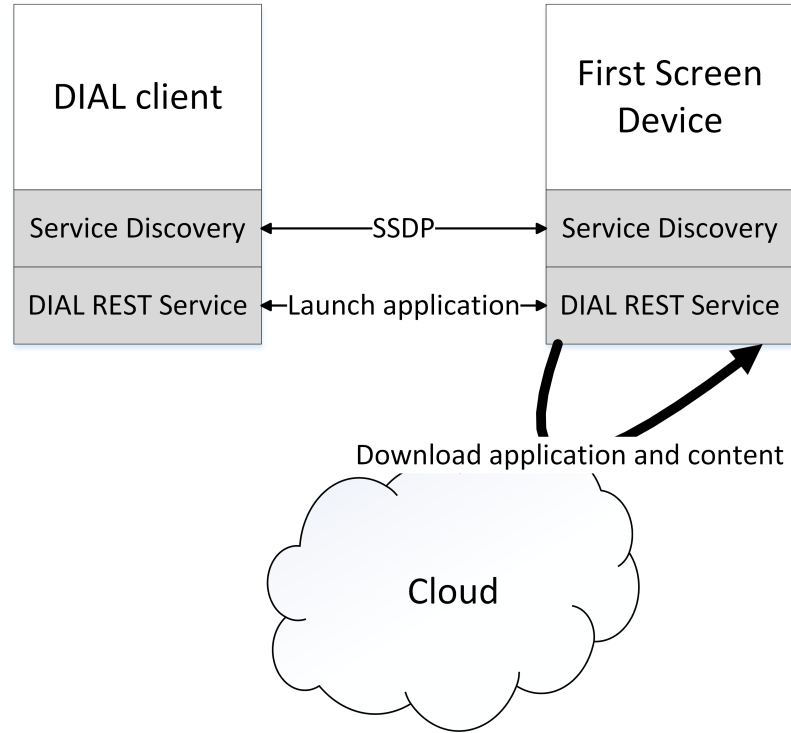 DIAL client
First Screen
Device
Service Discovery
SSDP
Service Discovery
DIAL REST Service
Launch application
DIAL REST Service
Download application and content
Cloud